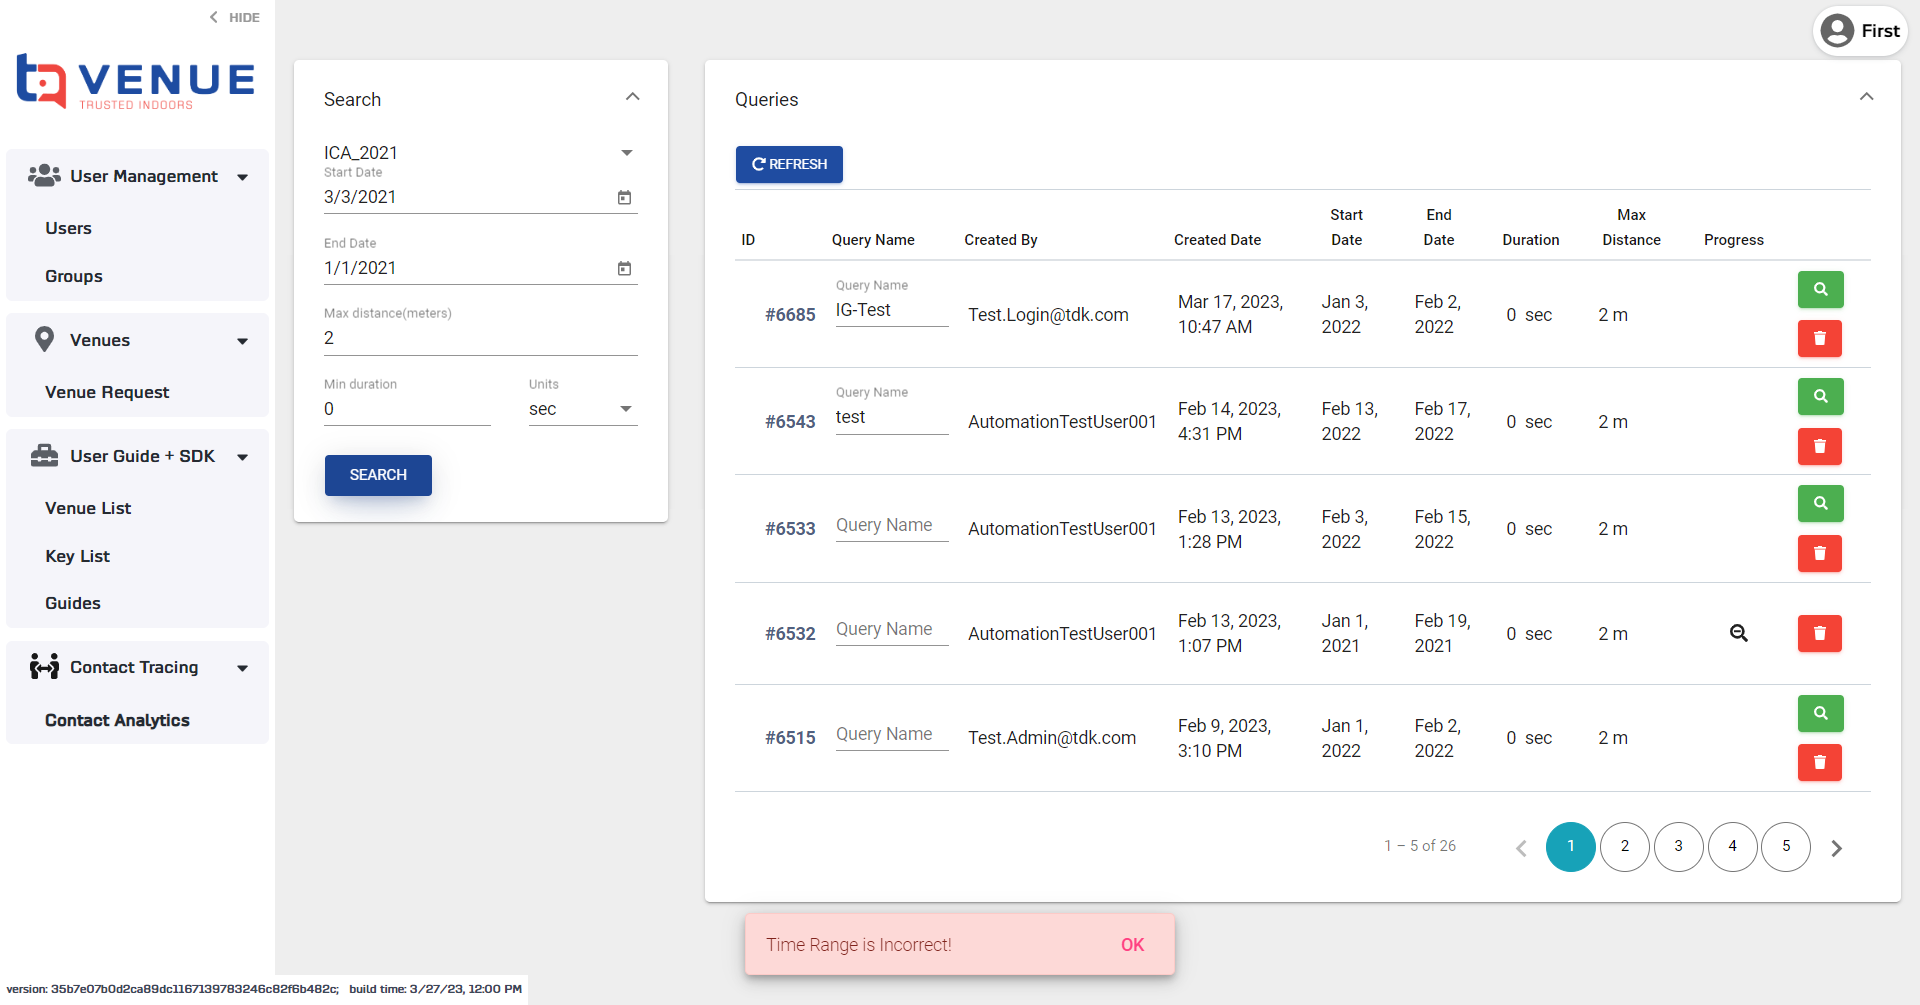 HIDE
VENUE
TRUSTED INDOORS
User Management
Users
Groups
Venues
Venue Request
User Guide + SDK
Venue List
Key List
Guides
Contact Tracing
Contact Analytics
version: 35b7e07b0d2ca89dc1167139783246c82f6b482c; build time: 3/27/23, 12:00 PM
First
Search
ICA_2021
Start Date
3/3/2021
End Date
1/1/2021
Max distance(meters)
2
Min duration Units
0 sec
SEARCH
Queries
REFRESH
ID Query Name Created By Created Date Start Date End Date Duration Max Distance Progress
Query Name
#6685 IG-Test Test.Login@tdk.com Mar 17, 2023, 10:47 AM Jan 3, 2022 Feb 2, 2022 0 sec 2 m
Query Name
#6543 test AutomationTestUser001 Feb 14, 2023, 4:31 PM Feb 13, 2022 Feb 17, 2022 0 sec 2 m
#6533 Query Name AutomationTestUser001 Feb 13, 2023, 1:28 PM Feb 3, 2022 Feb 15, 2022 0 sec 2 m
#6532 Query Name AutomationTestUser001 Feb 13, 2023, 1:07 PM Jan 1, 2021 Feb 19, 2021 0 sec 2 m
#6515 Query Name Test.Admin@tdk.com Feb 9, 2023, 3:10 PM Jan 1, 2022 Feb 2, 2022 0 sec 2 m
1 – 5 of 26 1 2 3 4 5
Time Range is Incorrect! OK